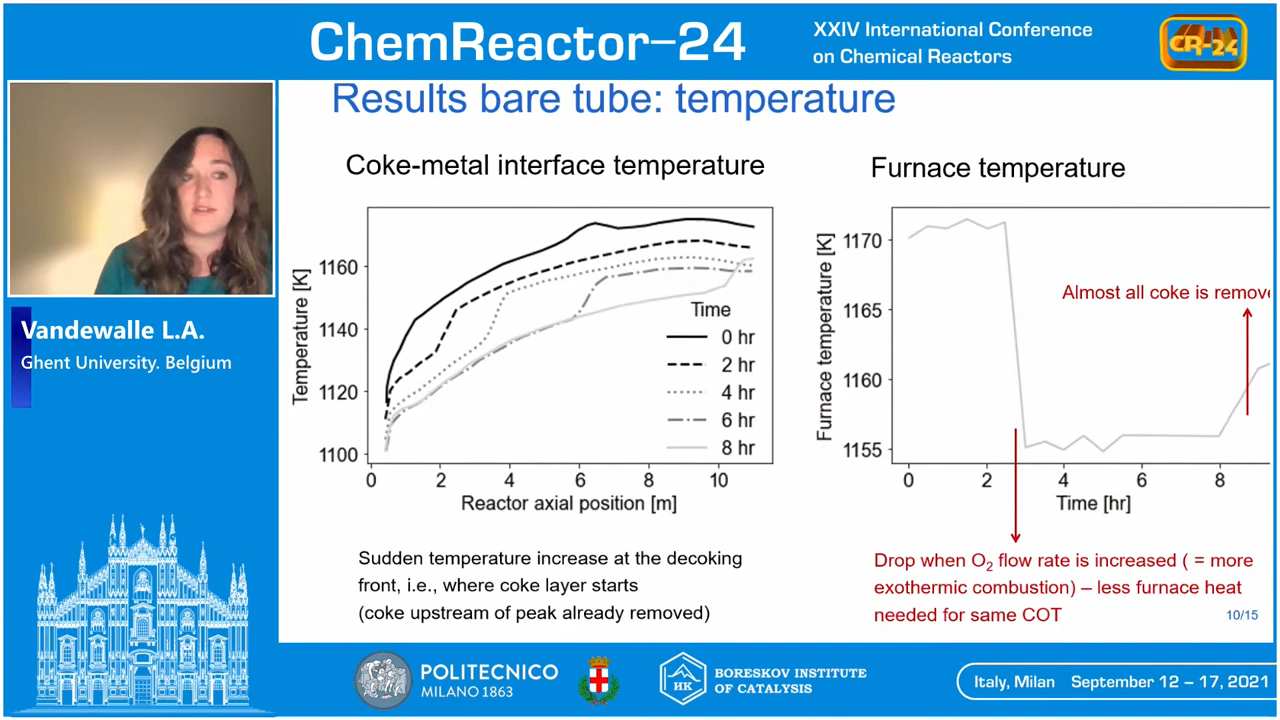 ChemReactor-24
XXIV International Conference
on Chemical Reactors
CR-24
Results bare tube: temperature
Vandewalle L.A.
Ghent University. Belgium
Coke-metal interface temperature
Temperature [K]
1160
1140
1120
1100
0 2 4 6 8 10
Reactor axial position [m]
Time
0 hr
2 hr
4 hr
6 hr
8 hr
Sudden temperature increase at the decoking
front, i.e., where coke layer starts
(coke upstream of peak already removed)
Furnace temperature
Furnace temperature [K]
1170
1165
1160
1155
0 2 4 6 8
Time [hr]
Almost all coke is remove
Drop when O₂ flow rate is increased ( = more
exothermic combustion) – less furnace heat
needed for same COT
10/15
POLITECNICO
MILANO 1863
HK
BORESKOV INSTITUTE
OF CATALYSIS
Italy, Milan September 12 – 17, 2021